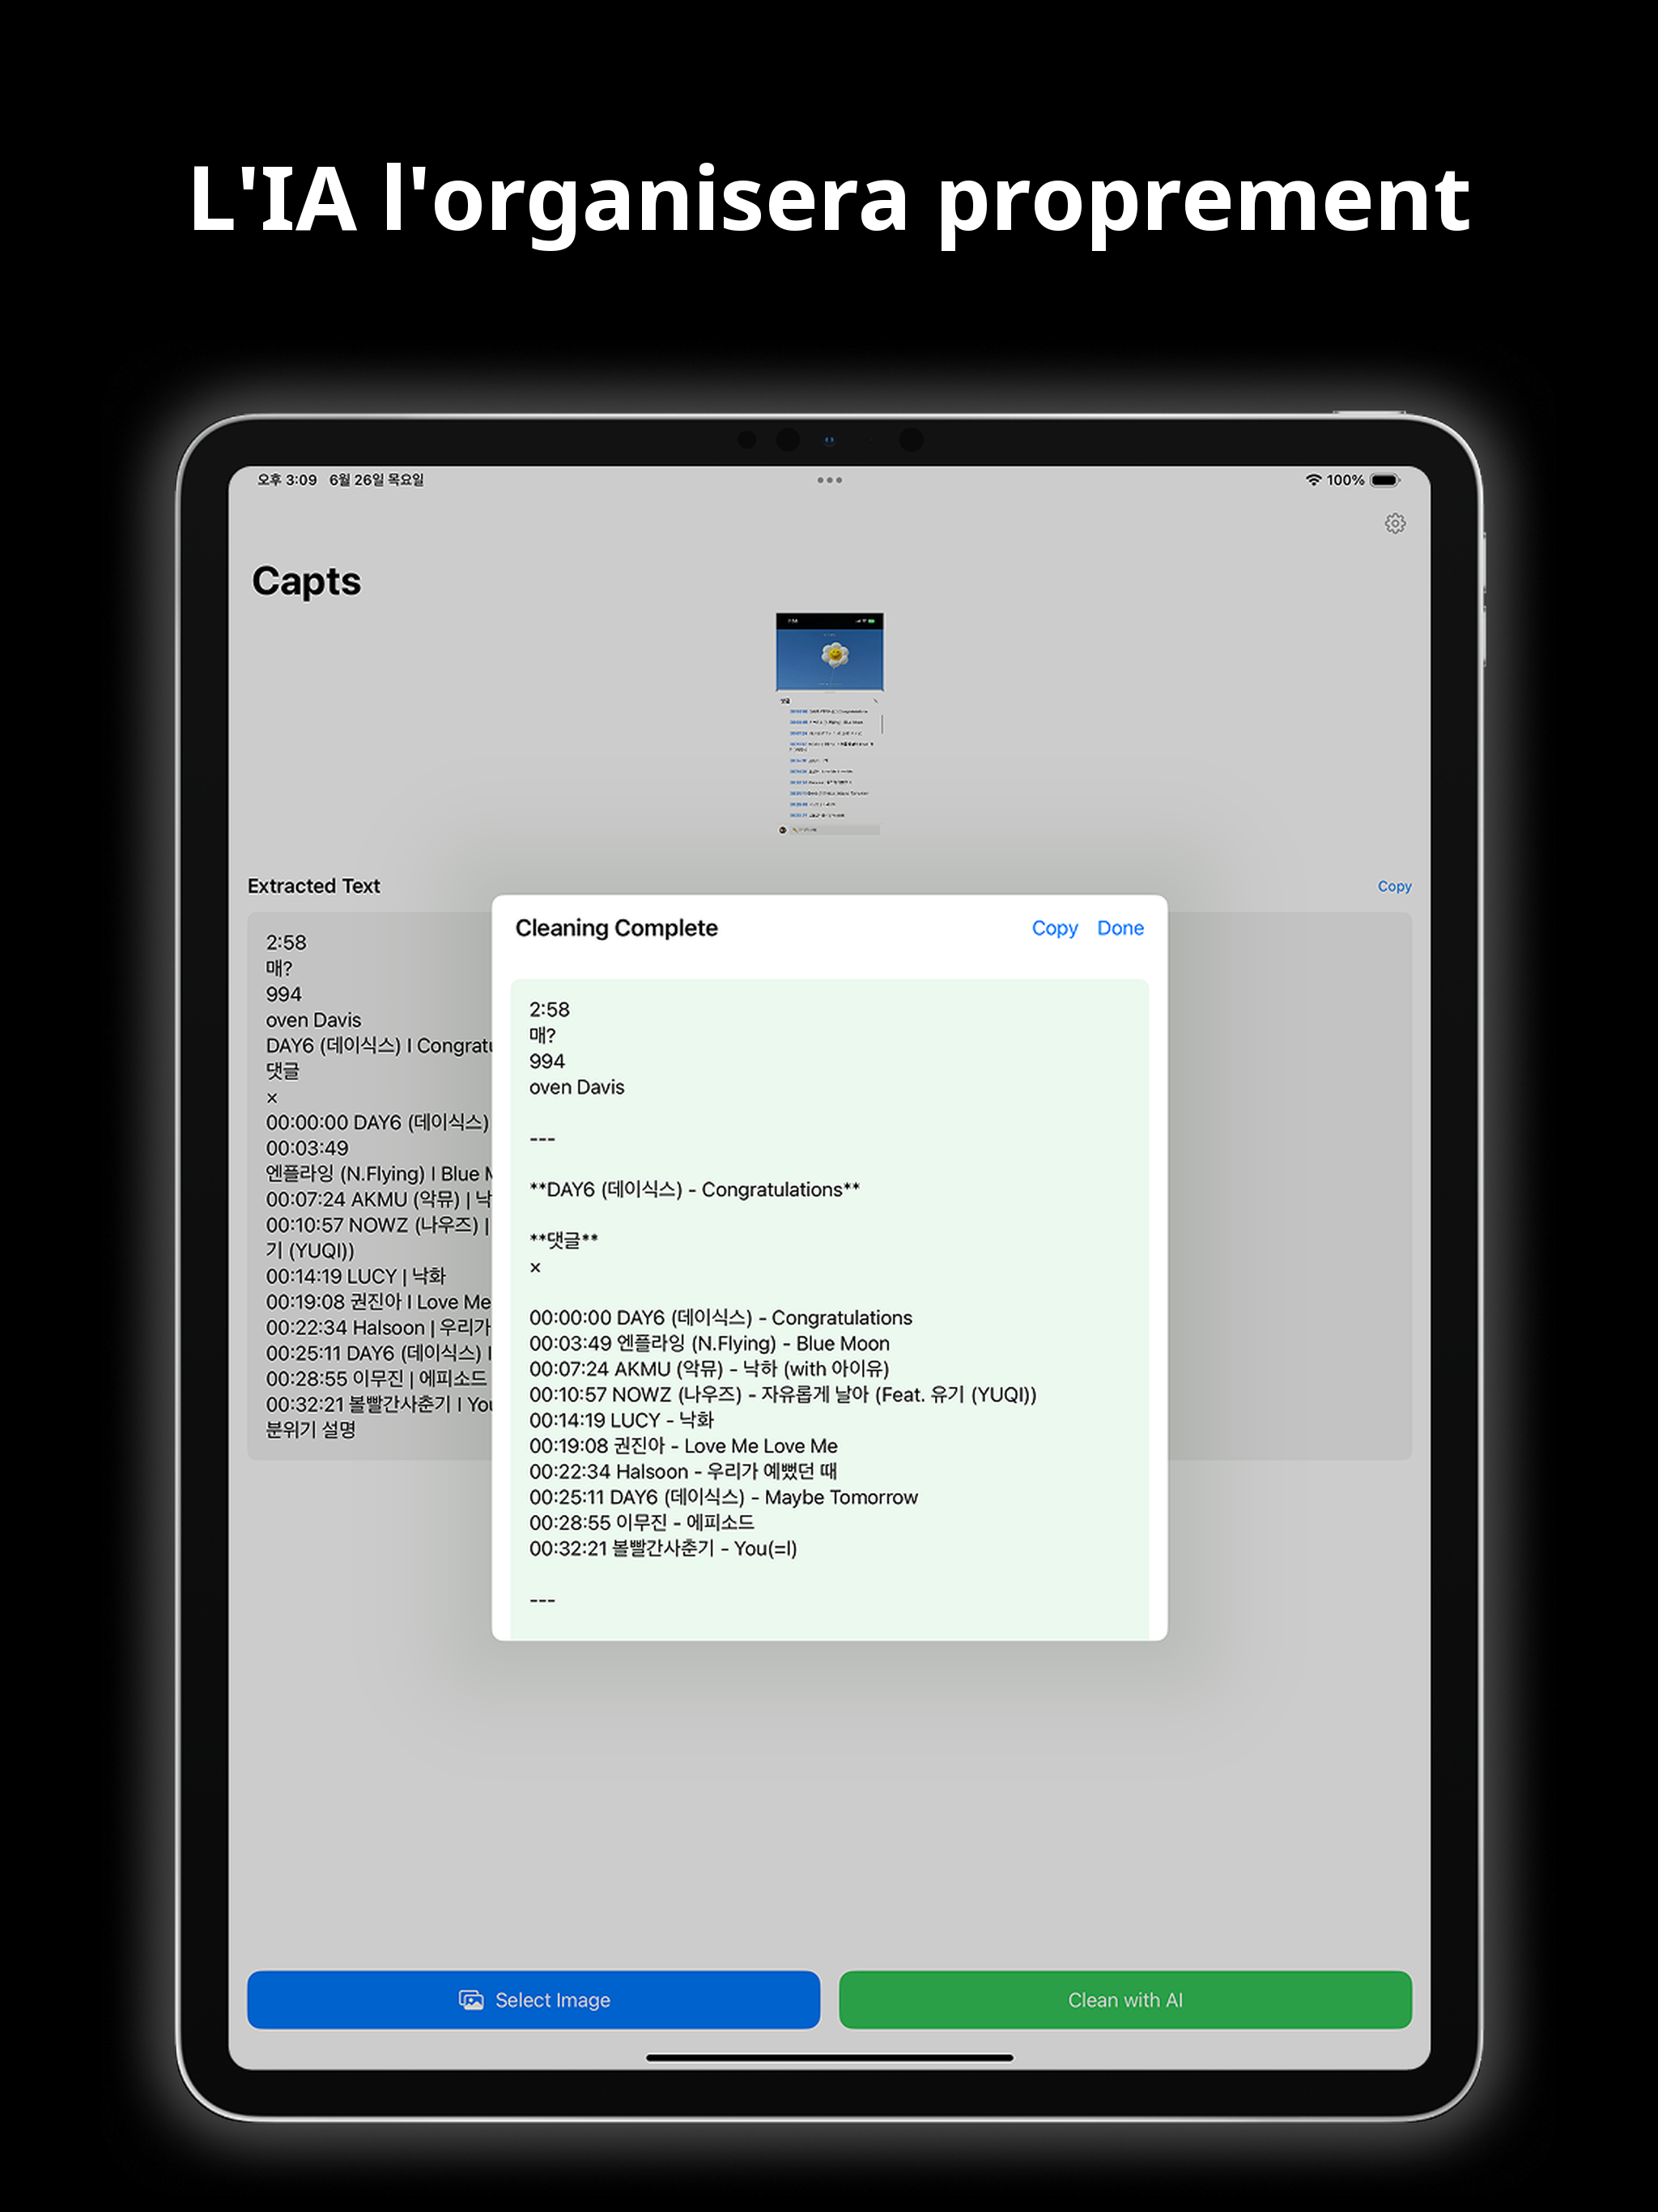 L'IA l'organisera proprement
오후 3:09 6월 26일 목요일
100%
Capts
Extracted Text
Copy
2:58
매?
994
oven Davis
DAY6 (데이식스) I Congratu
댓글
×
00:00:00 DAY6 (데이식스)
00:03:49
엔플라잉 (N.Flying) I Blue M
00:07:24 AKMU (악뮤) | 낙
00:10:57 NOWZ (나우즈) |
기 (YUQI))
00:14:19 LUCY | 낙화
00:19:08 권진아 I Love Me
00:22:34 Halsoon | 우리가
00:25:11 DAY6 (데이식스) I
00:28:55 이무진 | 에피소드
00:32:21 볼빨간사춘기 I You
분위기 설명
Cleaning Complete
Copy Done
2:58
매?
994
oven Davis
---
**DAY6 (데이식스) - Congratulations**
**댓글**
×
00:00:00 DAY6 (데이식스) - Congratulations
00:03:49 엔플라잉 (N.Flying) - Blue Moon
00:07:24 AKMU (악뮤) - 낙하 (with 아이유)
00:10:57 NOWZ (나우즈) - 자유롭게 날아 (Feat. 유기 (YUQI))
00:14:19 LUCY - 낙화
00:19:08 권진아 - Love Me Love Me
00:22:34 Halsoon - 우리가 예뻤던 때
00:25:11 DAY6 (데이식스) - Maybe Tomorrow
00:28:55 이무진 - 에피소드
00:32:21 볼빨간사춘기 - You(=I)
---
Select Image
Clean with AI